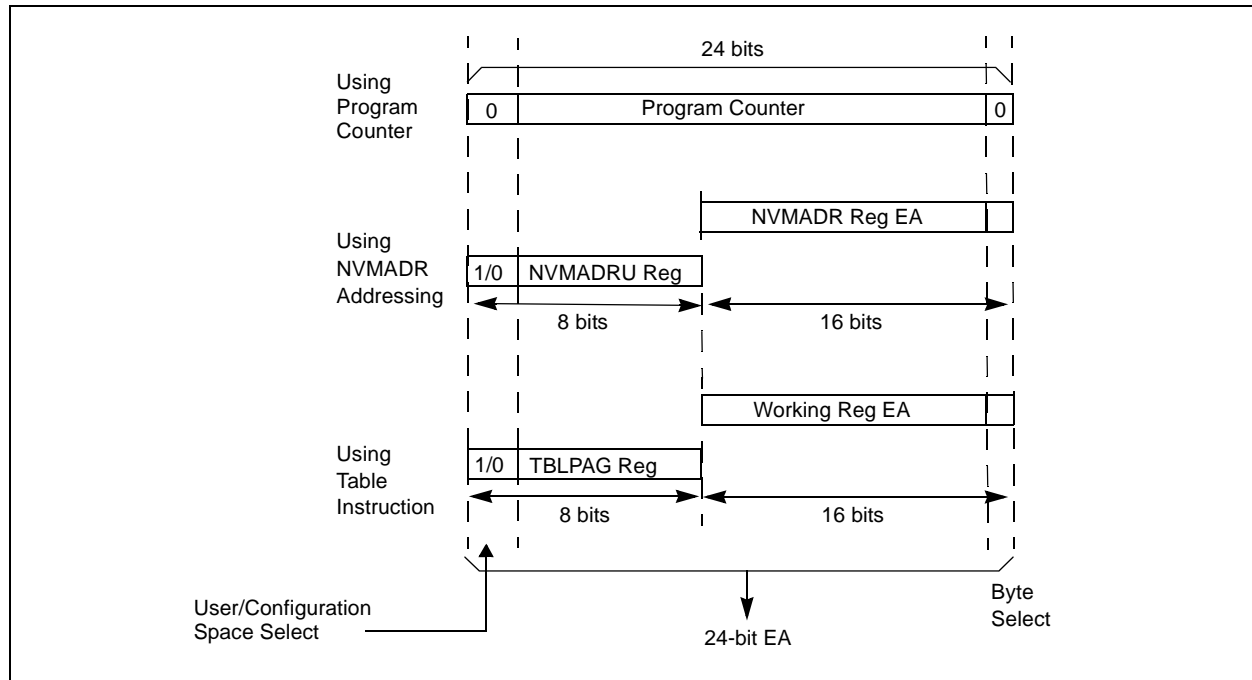 24 bits
Using
Program
Counter
0
Program Counter
0
NVMADR Reg EA
Using
NVMADR
Addressing
1/0
NVMADRU Reg
8 bits
16 bits
Working Reg EA
Using
Table
Instruction
1/0
TBLPAG Reg
8 bits
16 bits
User/Configuration
Space Select
24-bit EA
Byte
Select